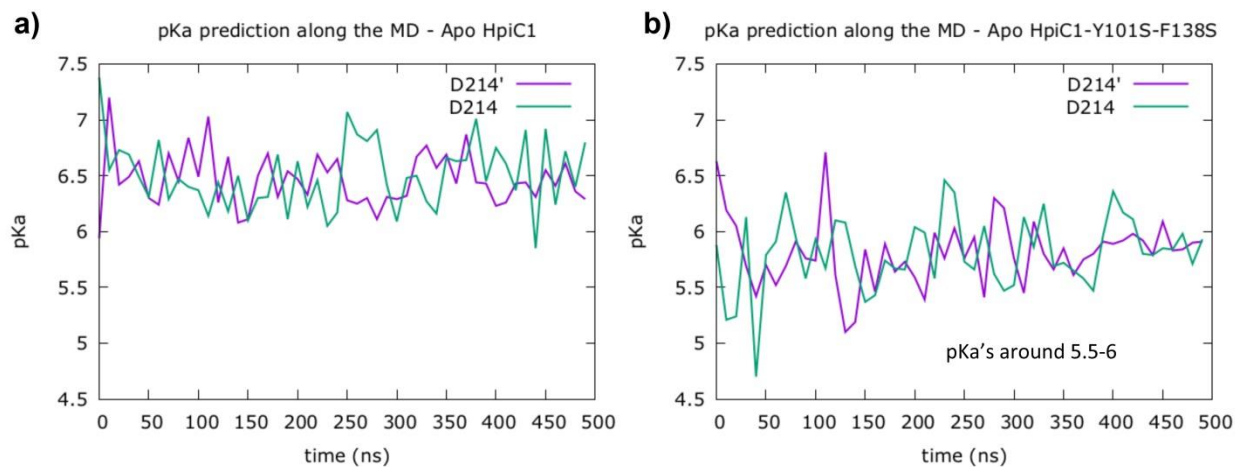 a)
pKa prediction along the MD - Apo HpiC1
D214'
D214
pKa
7.5
7
6.5
6
5.5
5
4.5
0 50 100 150 200 250 300 350 400 450 500
time (ns)
b)
pKa prediction along the MD - Apo HpiC1-Y101S-F138S
D214'
D214
pKa
7.5
7
6.5
6
5.5
5
4.5
pKa’s around 5.5-6
0 50 100 150 200 250 300 350 400 450 500
time (ns)